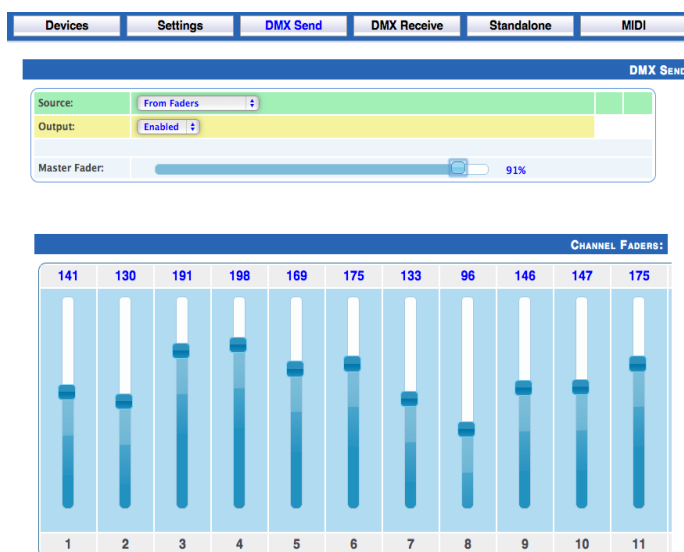 Devices Settings DMX Send DMX Receive Standalone MIDI
DMX SEND
Source: From Faders
Output: Enabled
Master Fader: 91%
CHANNEL FADERS:
141 130 191 198 169 175 133 96 146 147 175
1 2 3 4 5 6 7 8 9 10 11